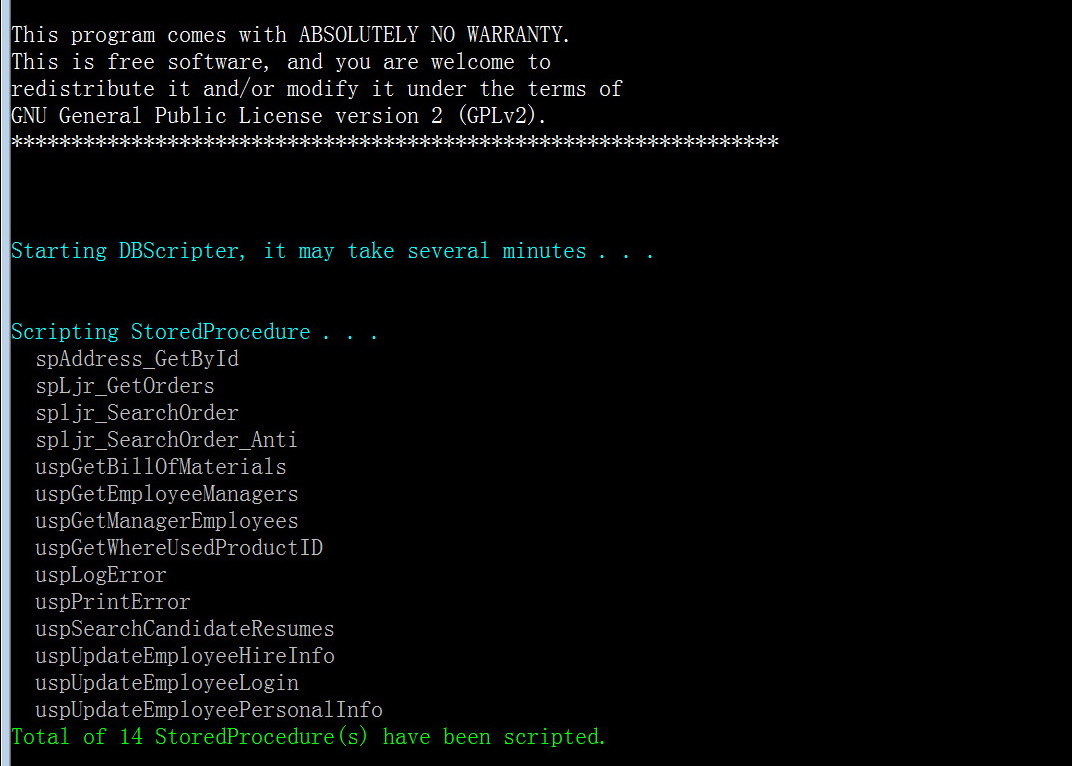 This program comes with ABSOLUTELY NO WARRANTY.
This is free software, and you are welcome to
redistribute it and/or modify it under the terms of
GNU General Public License version 2 (GPLv2).
****************************************************************
Starting DBScripter, it may take several minutes . . .
Scripting StoredProcedure . . .
spAddress_GetById
spLjr_GetOrders
spljr_SearchOrder
spljr_SearchOrder_Anti
uspGetBillOfMaterials
uspGetEmployeeManagers
uspGetManagerEmployees
uspGetWhereUsedProductID
uspLogError
uspPrintError
uspSearchCandidateResumes
uspUpdateEmployeeHireInfo
uspUpdateEmployeeLogin
uspUpdateEmployeePersonalInfo
Total of 14 StoredProcedure(s) have been scripted.